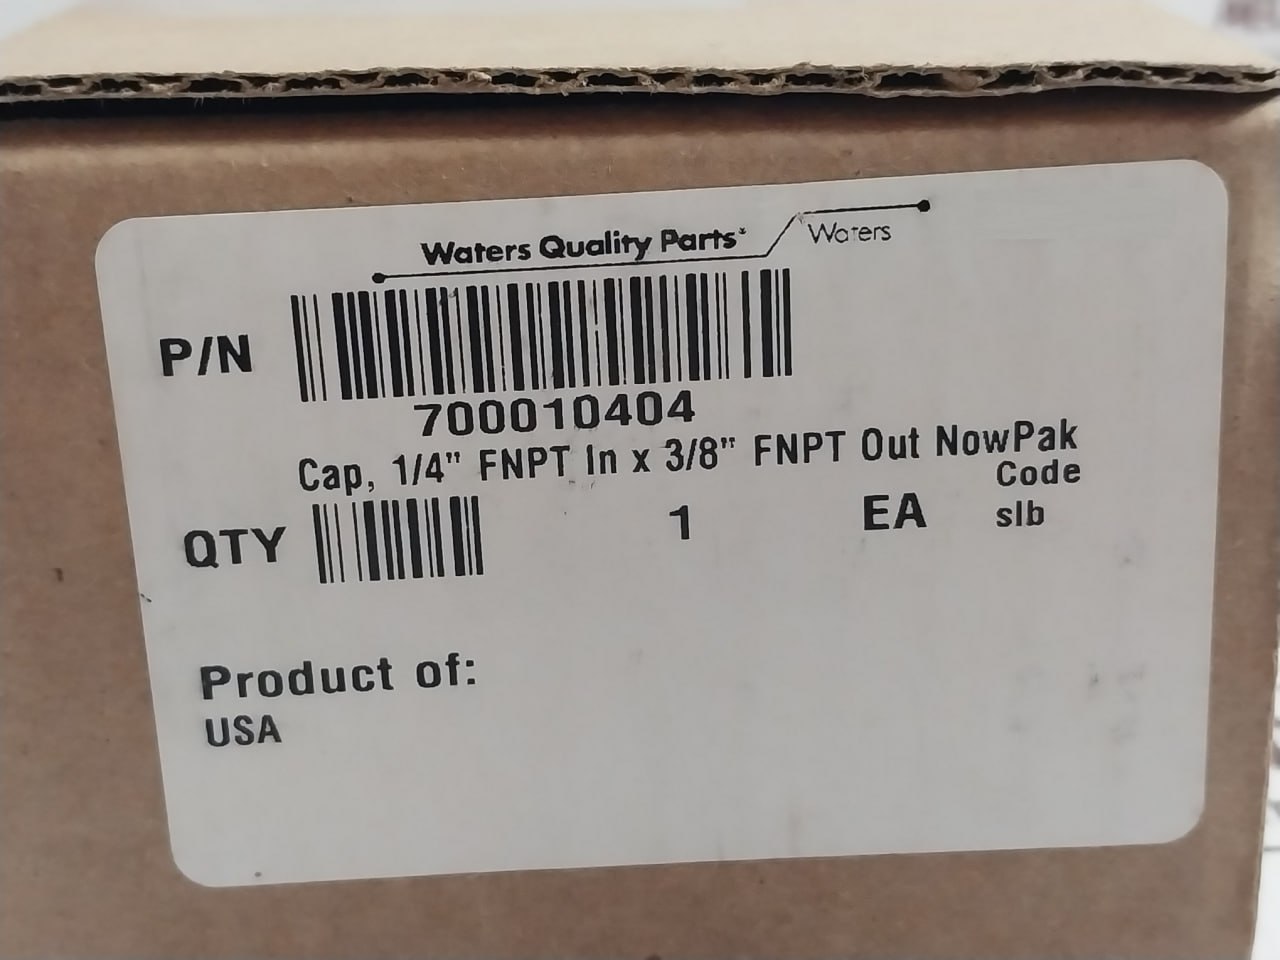 Waters Quality Parts*
Waters
P/N
700010404
Cap, 1/4" FNPT In x 3/8" FNPT Out NowPak
Code
QTY 1 EA slb
Product of:
USA